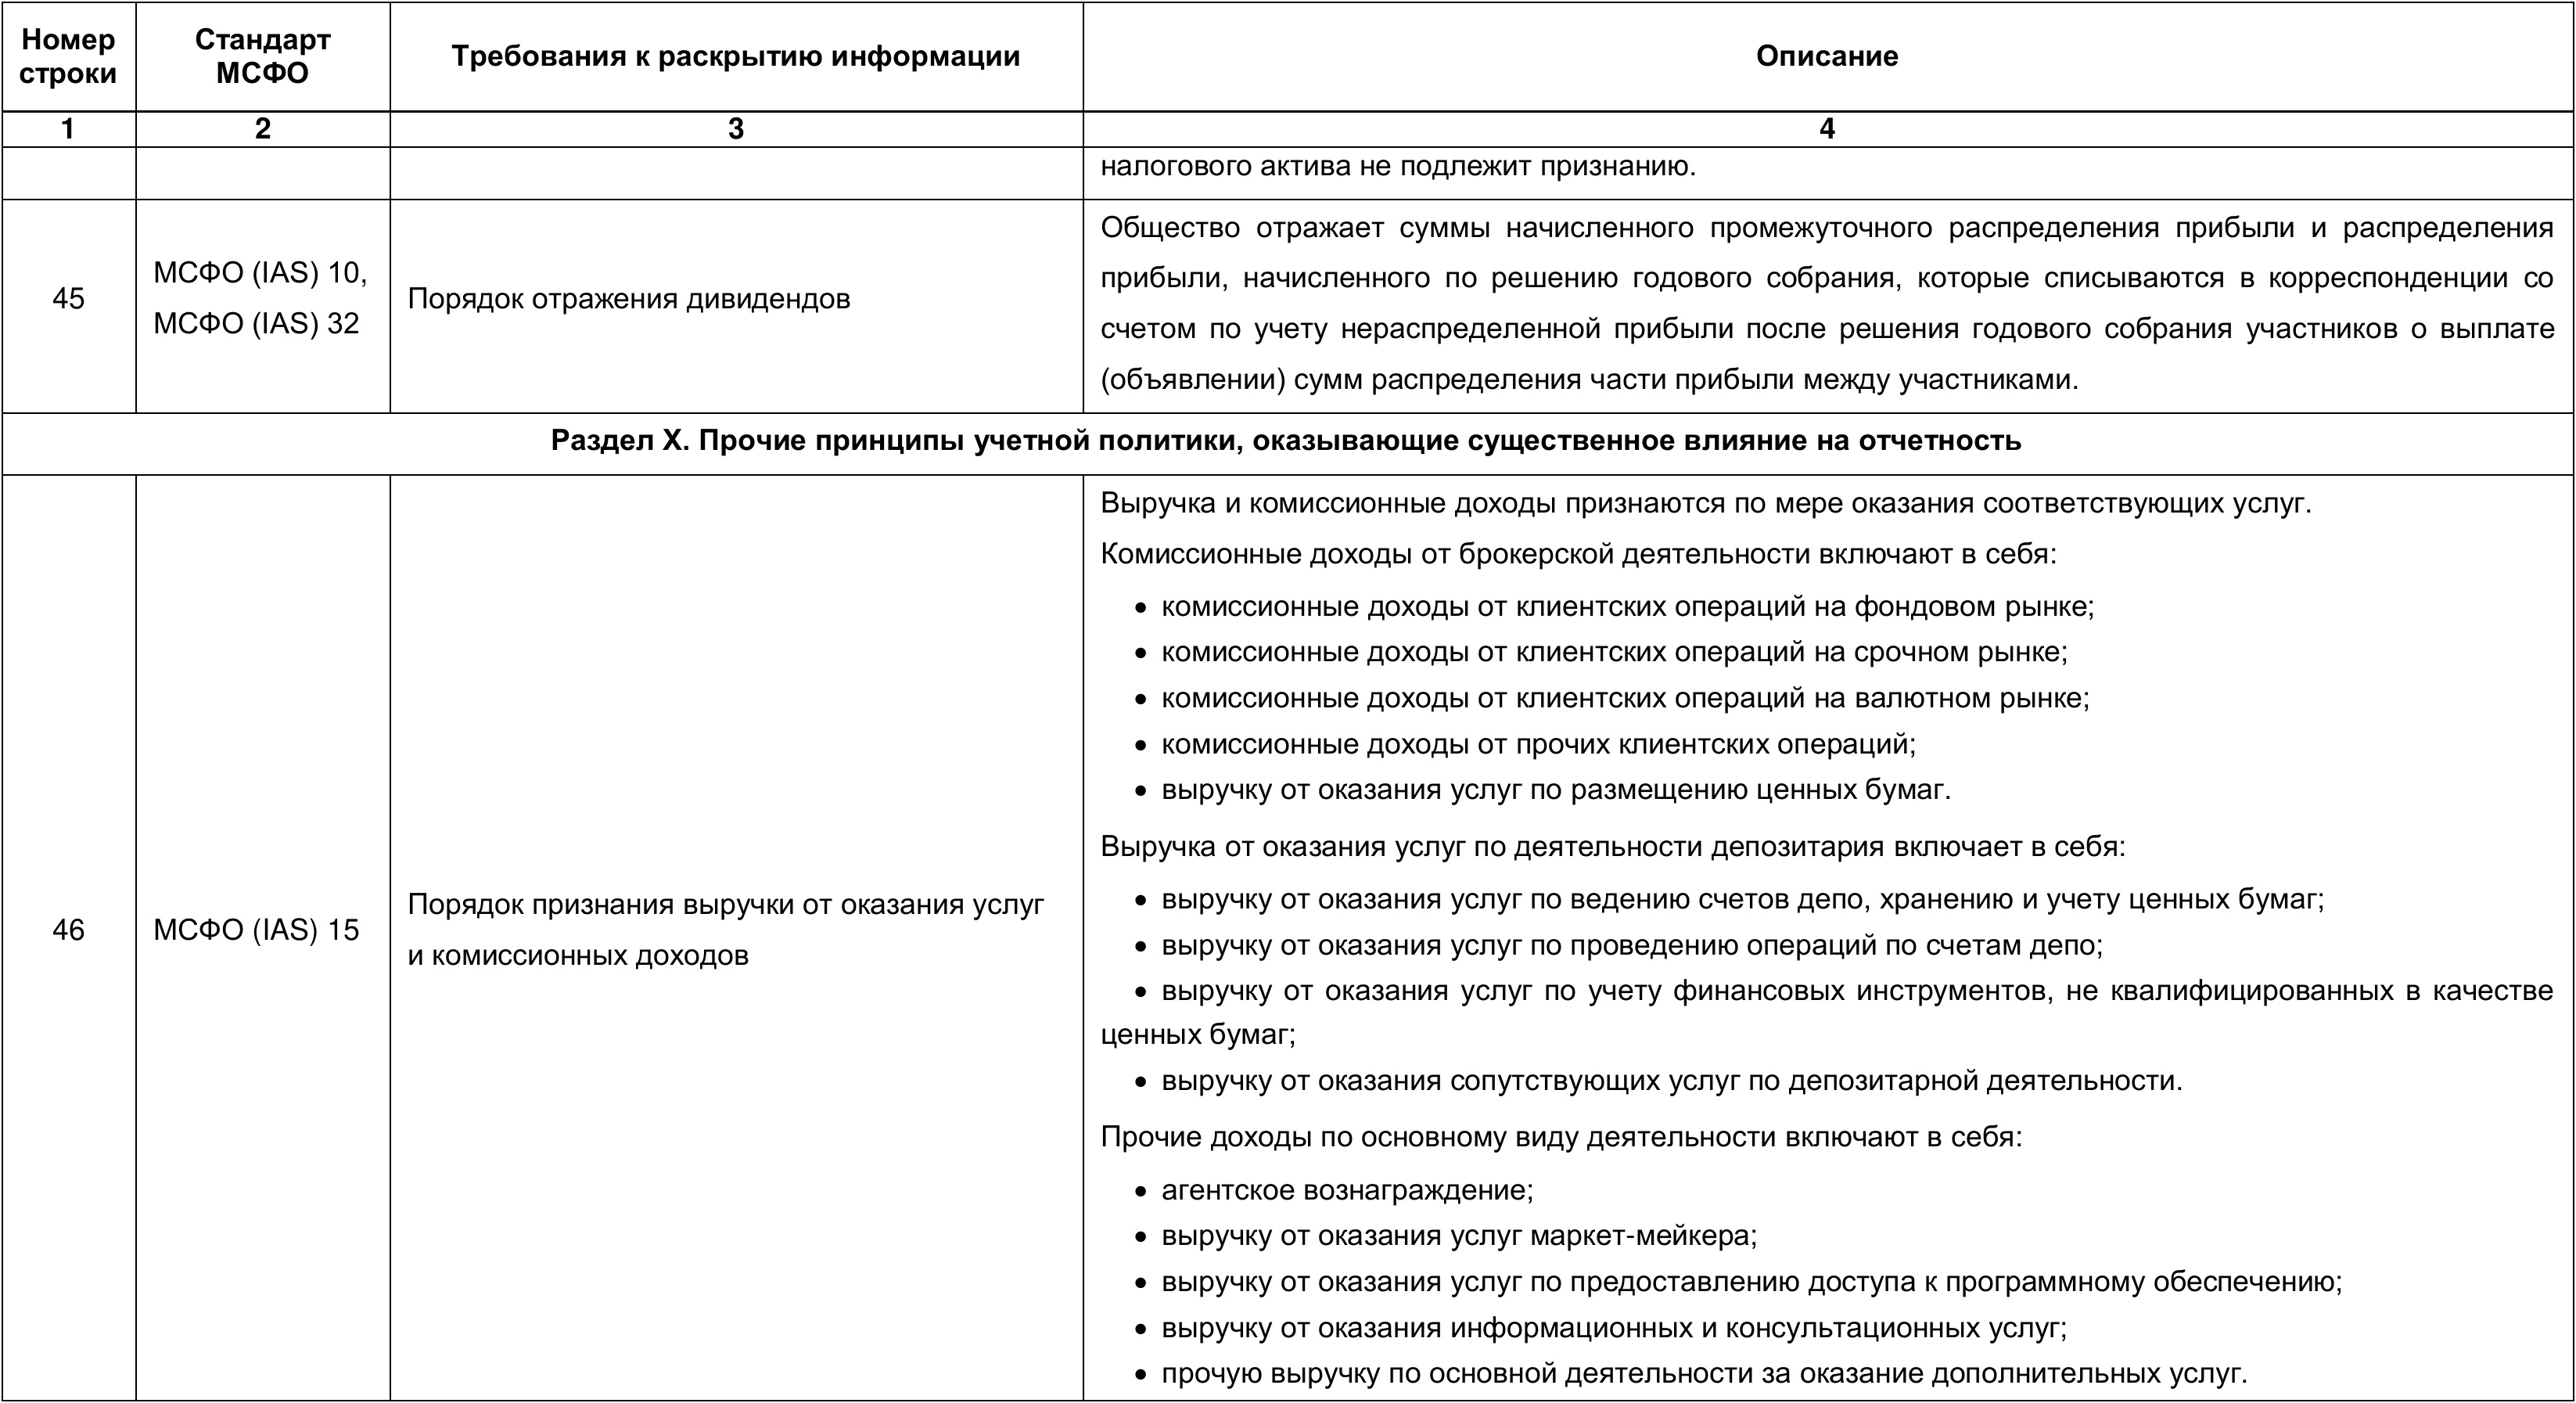 Номер строки
Стандарт МСФО
Требования к раскрытию информации
Описание
1
2
3
4
налогового актива не подлежит признанию.
45
МСФО (IAS) 10,
МСФО (IAS) 32
Порядок отражения дивидендов
Общество отражает суммы начисленного промежуточного распределения прибыли и распределения
прибыли, начисленного по решению годового собрания, которые списываются в корреспонденции со
счетом по учету нераспределенной прибыли после решения годового собрания участников о выплате
(объявлении) сумм распределения части прибыли между участниками.
Раздел X. Прочие принципы учетной политики, оказывающие существенное влияние на отчетность
46
МСФО (IAS) 15
Порядок признания выручки от оказания услуг
и комиссионных доходов
Выручка и комиссионные доходы признаются по мере оказания соответствующих услуг.
Комиссионные доходы от брокерской деятельности включают в себя:
• комиссионные доходы от клиентских операций на фондовом рынке;
• комиссионные доходы от клиентских операций на срочном рынке;
• комиссионные доходы от клиентских операций на валютном рынке;
• комиссионные доходы от прочих клиентских операций;
• выручку от оказания услуг по размещению ценных бумаг.
Выручка от оказания услуг по деятельности депозитария включает в себя:
• выручку от оказания услуг по ведению счетов депо, хранению и учету ценных бумаг;
• выручку от оказания услуг по проведению операций по счетам депо;
• выручку от оказания услуг по учету финансовых инструментов, не квалифицированных в качестве
ценных бумаг;
• выручку от оказания сопутствующих услуг по депозитарной деятельности.
Прочие доходы по основному виду деятельности включают в себя:
• агентское вознаграждение;
• выручку от оказания услуг маркет-мейкера;
• выручку от оказания услуг по предоставлению доступа к программному обеспечению;
• выручку от оказания информационных и консультационных услуг;
• прочую выручку по основной деятельности за оказание дополнительных услуг.